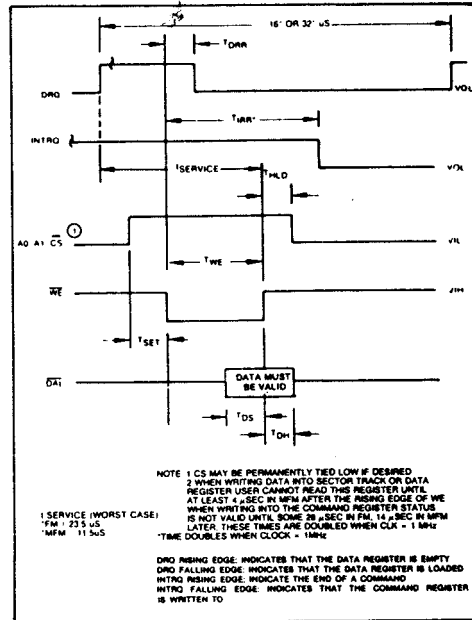 16* OR 32* uS
TDRR
DRQ
VOL
TIRR*
INTRQ
VOL
TSERVICE
THLD
A0 A1 CS 1
VIL
TWE
WE
TSET
DAL
DATA MUST
BE VALID
TDS
TDH
NOTE 1 CS MAY BE PERMANENTLY TIED LOW IF DESIRED
2 WHEN WRITING DATA INTO SECTOR TRACK OR DATA
REGISTER USER CANNOT READ THIS REGISTER UNTIL
AT LEAST 4 µSEC IN MFM AFTER THE RISING EDGE OF WE
WHEN WRITING INTO THE COMMAND REGISTER STATUS
IS NOT VALID UNTIL SOME 28 µSEC IN FM, 14 µSEC IN MFM
LATER. THESE TIMES ARE DOUBLED WHEN CLK = 1 MHz
*TIME DOUBLES WHEN CLOCK = 1MHz
SERVICE (WORST CASE)
*FM 23.5 uS
*MFM 11.5uS
DRQ RISING EDGE: INDICATES THAT THE DATA REGISTER IS EMPTY
DRQ FALLING EDGE: INDICATES THAT THE DATA REGISTER IS LOADED
INTRQ RISING EDGE: INDICATE THE END OF A COMMAND
INTRQ FALLING EDGE: INDICATES THAT THE COMMAND REGISTER
IS WRITTEN TO